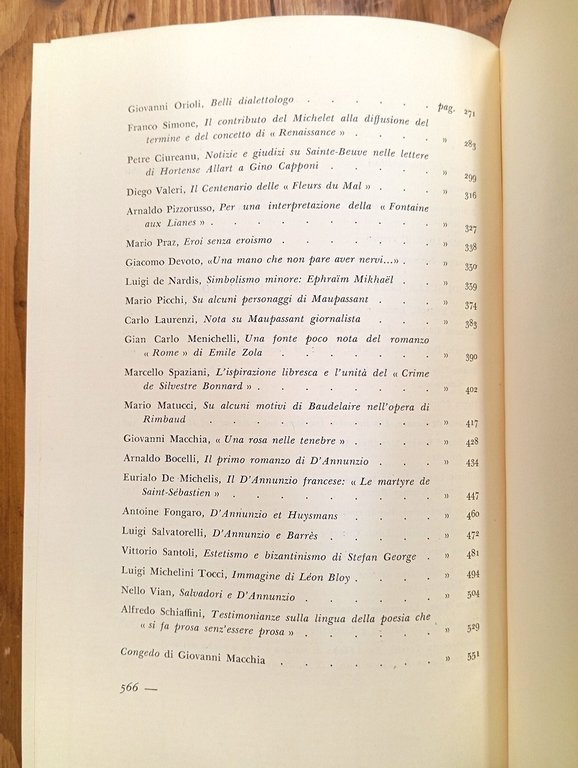 Giovanni Orioli, Belli dialettologo . . . . . . pag. 271
Franco Simone, Il contributo del Michelet alla diffusione del
termine e del concetto di « Renaissance » . . . . » 283
Petre Ciureanu, Notizie e giudizi su Sainte-Beuve nelle lettere
di Hortense Allart a Gino Capponi . . . . . » 299
Diego Valeri, Il Centenario delle « Fleurs du Mal » . . . » 316
Arnaldo Pizzorusso, Per una interpretazione della « Fontaine
aux Lianes » . . . . . . . . . » 327
Mario Praz, Eroi senza eroismo . . . . . . » 338
Giacomo Devoto, «Una mano che non pare aver nervi...» . . » 350
Luigi de Nardis, Simbolismo minore: Ephraïm Mikhaël . . » 359
Mario Picchi, Su alcuni personaggi di Maupassant . . . » 374
Carlo Laurenzi, Nota su Maupassant giornalista . . . » 383
Gian Carlo Menichelli, Una fonte poco nota del romanzo
« Rome » di Emile Zola . . . . . . » 390
Marcello Spaziani, L'ispirazione libresca e l'unità del « Crime
de Silvestre Bonnard » . . . . . . . » 402
Mario Matucci, Su alcuni motivi di Baudelaire nell'opera di
Rimbaud . . . . . . . . . » 417
Giovanni Macchia, « Una rosa nelle tenebre » . . . . » 428
Arnaldo Bocelli, Il primo romanzo di D'Annunzio . . . » 434
Eurialo De Michelis, Il D'Annunzio francese: « Le martyre de
Saint-Sébastien » . . . . . . . . » 447
Antoine Fongaro, D'Annunzio et Huysmans . . . . » 460
Luigi Salvatorelli, D'Annunzio e Barrès . . . . . » 472
Vittorio Santoli, Estetismo e bizantinismo di Stefan George . » 481
Luigi Michelini Tocci, Immagine di Léon Bloy . . . . » 494
Nello Vian, Salvadori e D'Annunzio . . . . . » 504
Alfredo Schiaffini, Testimonianze sulla lingua della poesia che
« si fa prosa senz'essere prosa » . . . . . » 529
Congedo di Giovanni Macchia . . . . . . . » 551
566 —